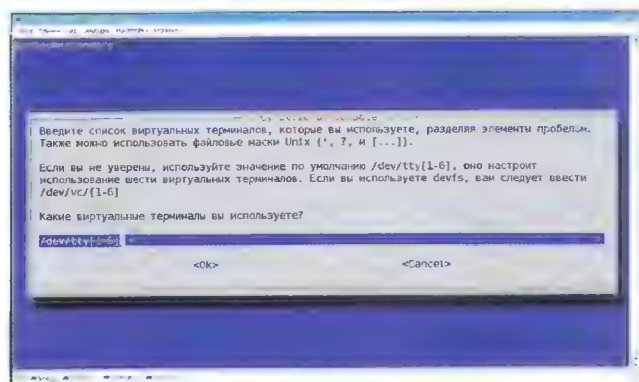 Введите список виртуальных терминалов, которые вы используете, разделяя элементы пробелом.
Также можно использовать файловые маски Unix (*, ?, и [...]).
Если вы не уверены, используйте значение по умолчанию /dev/tty[1-6], оно настроит
использование шести виртуальных терминалов. Если вы используете devfs, вам следует ввести
/dev/vc/[1-6]
Какие виртуальные терминалы вы используете?
/dev/tty[1-6]
<Ok> <Cancel>